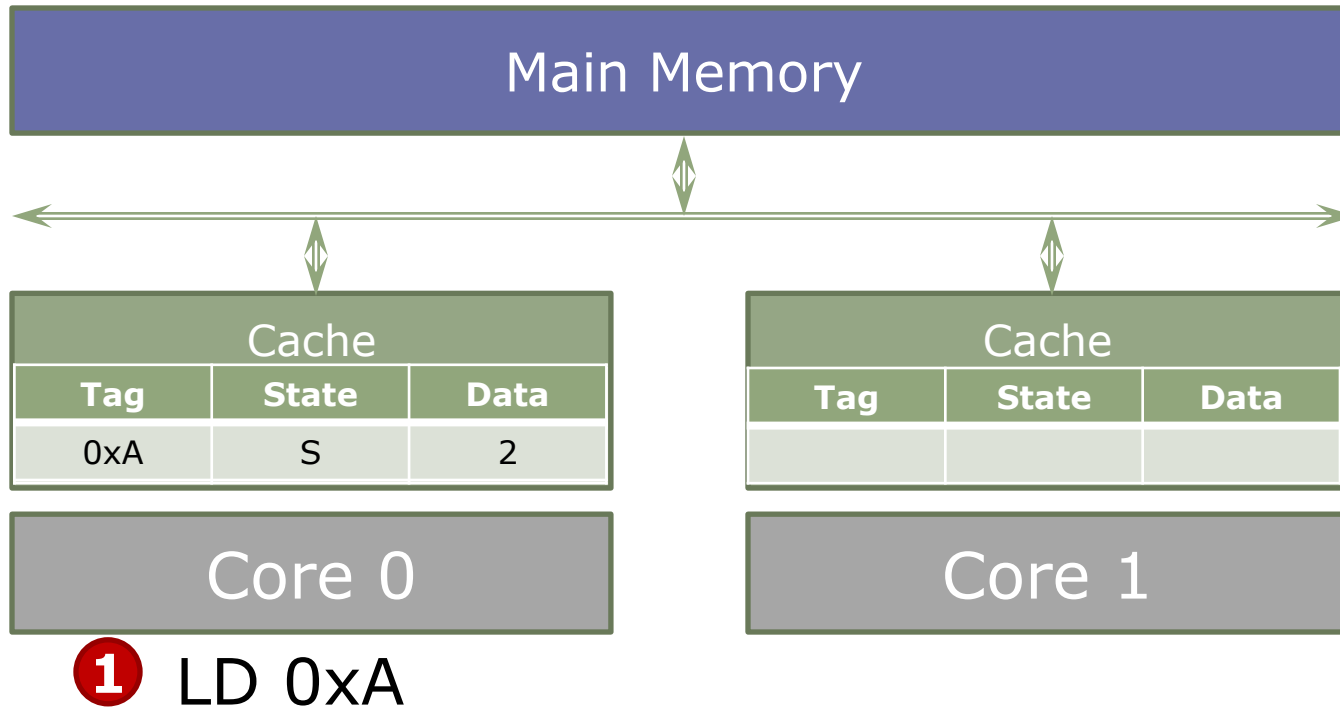 Main Memory
Cache
Tag State Data
0xA S 2
Core 0
Cache
Tag State Data
Core 1
1 LD 0xA